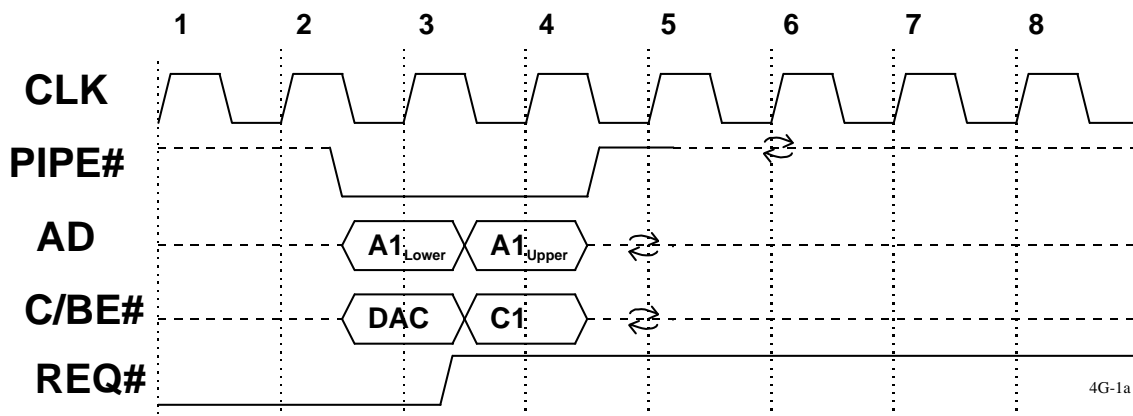 1 2 3 4 5 6 7 8
CLK
PIPE#
AD A1Lower A1Upper
C/BE# DAC C1
REQ#
4G-1a